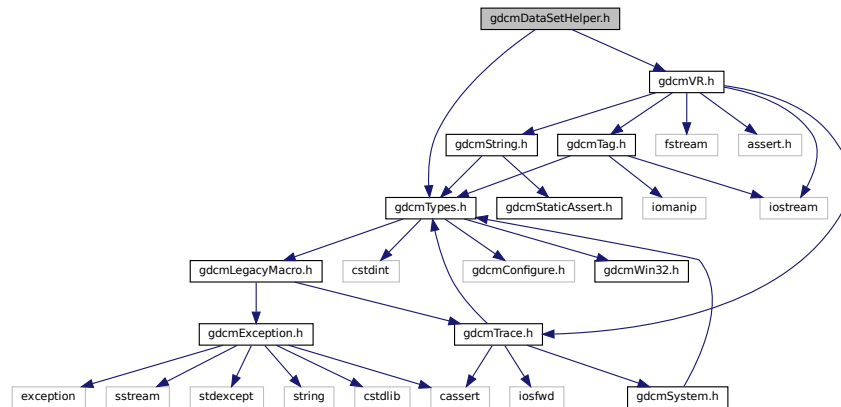 gdcmDataSetHelper.h
gdcmVR.h
gdcmString.h
gdcmTag.h
fstream
assert.h
gdcmTypes.h
gdcmStaticAssert.h
iomanip
iostream
gdcmLegacyMacro.h
cstdint
gdcmConfigure.h
gdcmWin32.h
gdcmException.h
gdcmTrace.h
exception
sstream
stdexcept
string
cstdlib
cassert
iosfwd
gdcmSystem.h